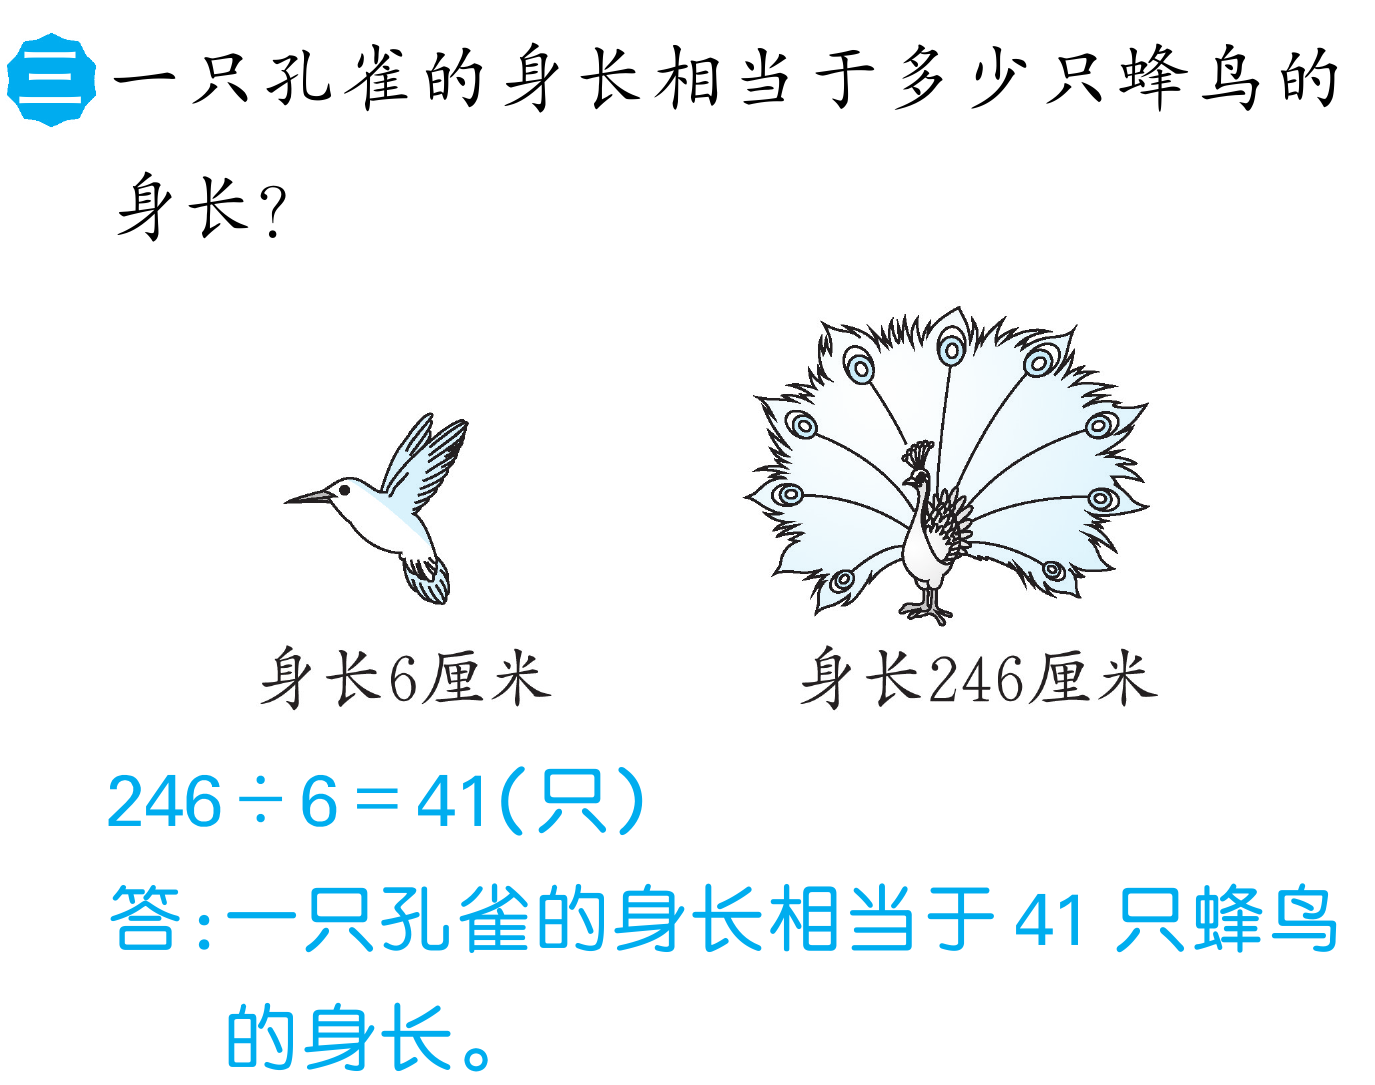 三 一只孔雀的身长相当于多少只蜂鸟的
身长?
身长6厘米 身长246厘米
246÷6=41(只)
答:一只孔雀的身长相当于 41 只蜂鸟
的身长。